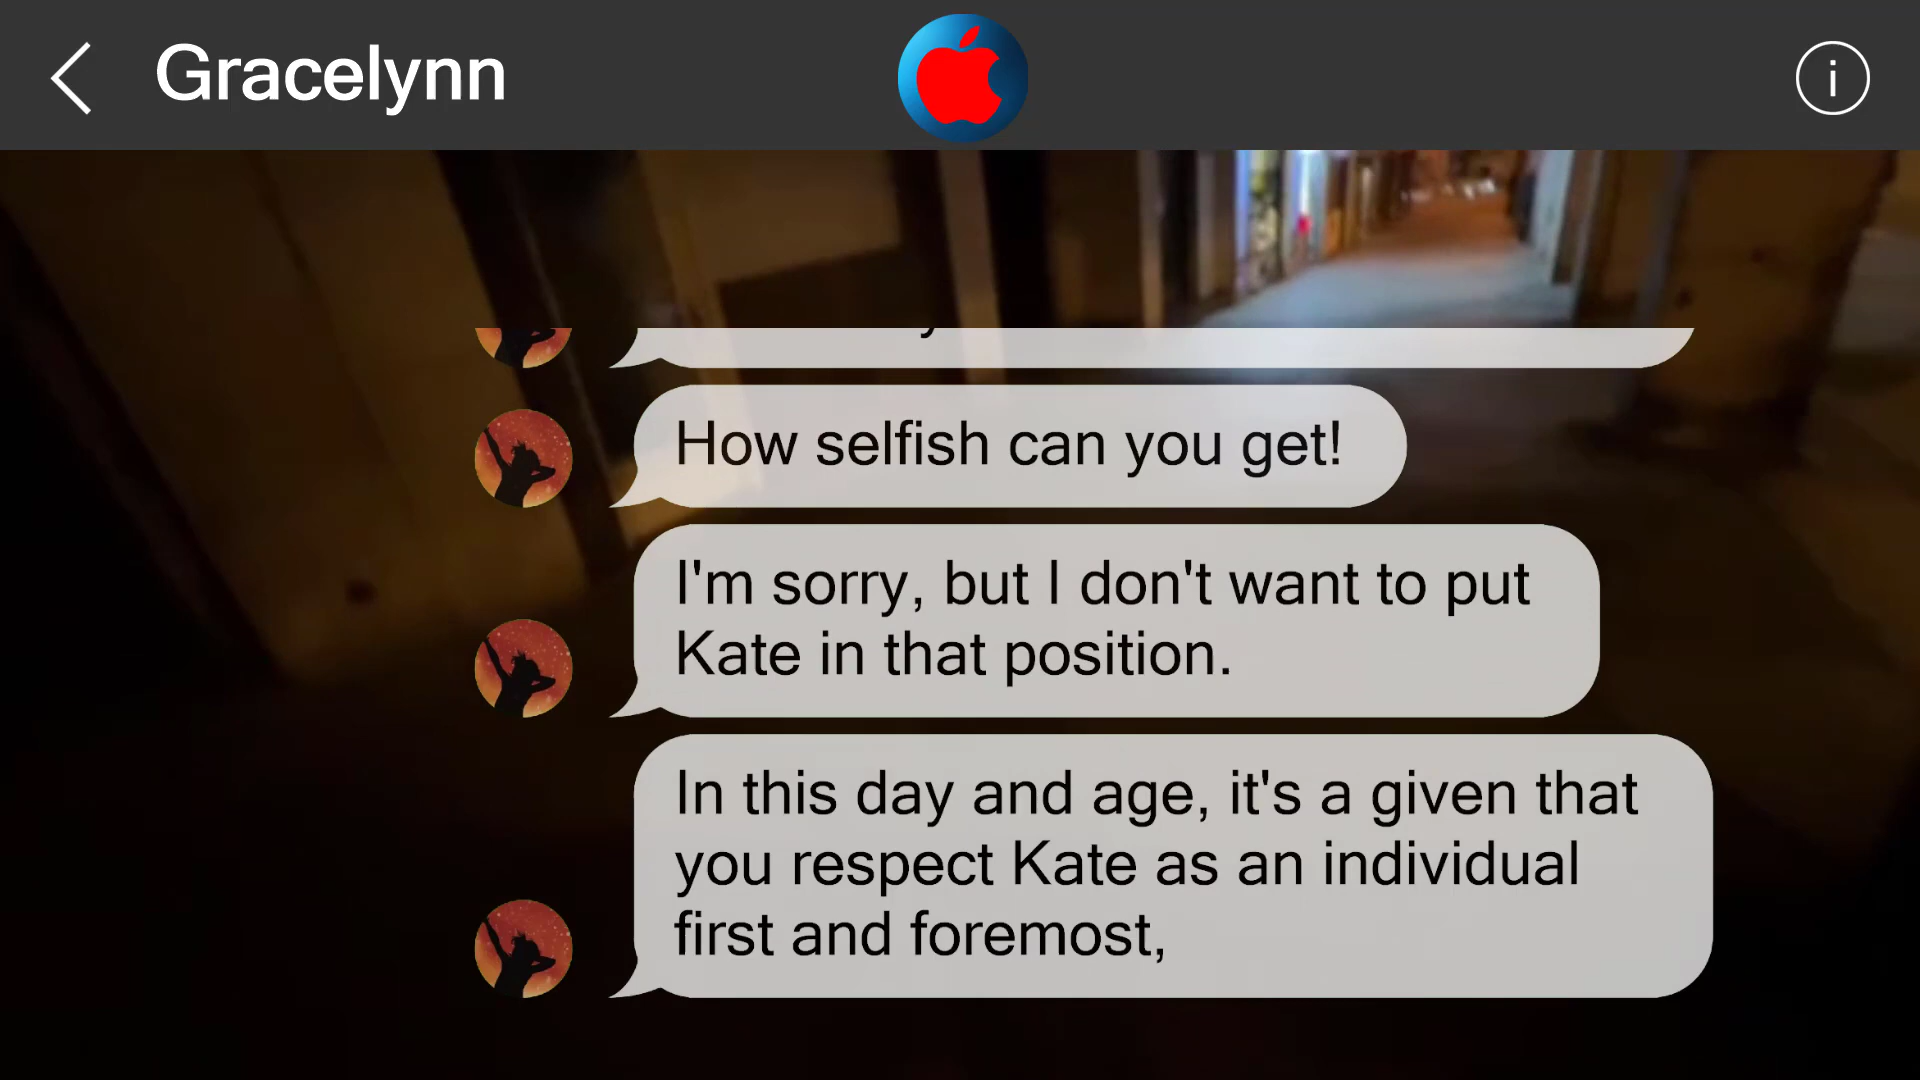 Gracelynn
How selfish can you get!
I'm sorry, but I don't want to put
Kate in that position.
In this day and age, it's a given that
you respect Kate as an individual
first and foremost,